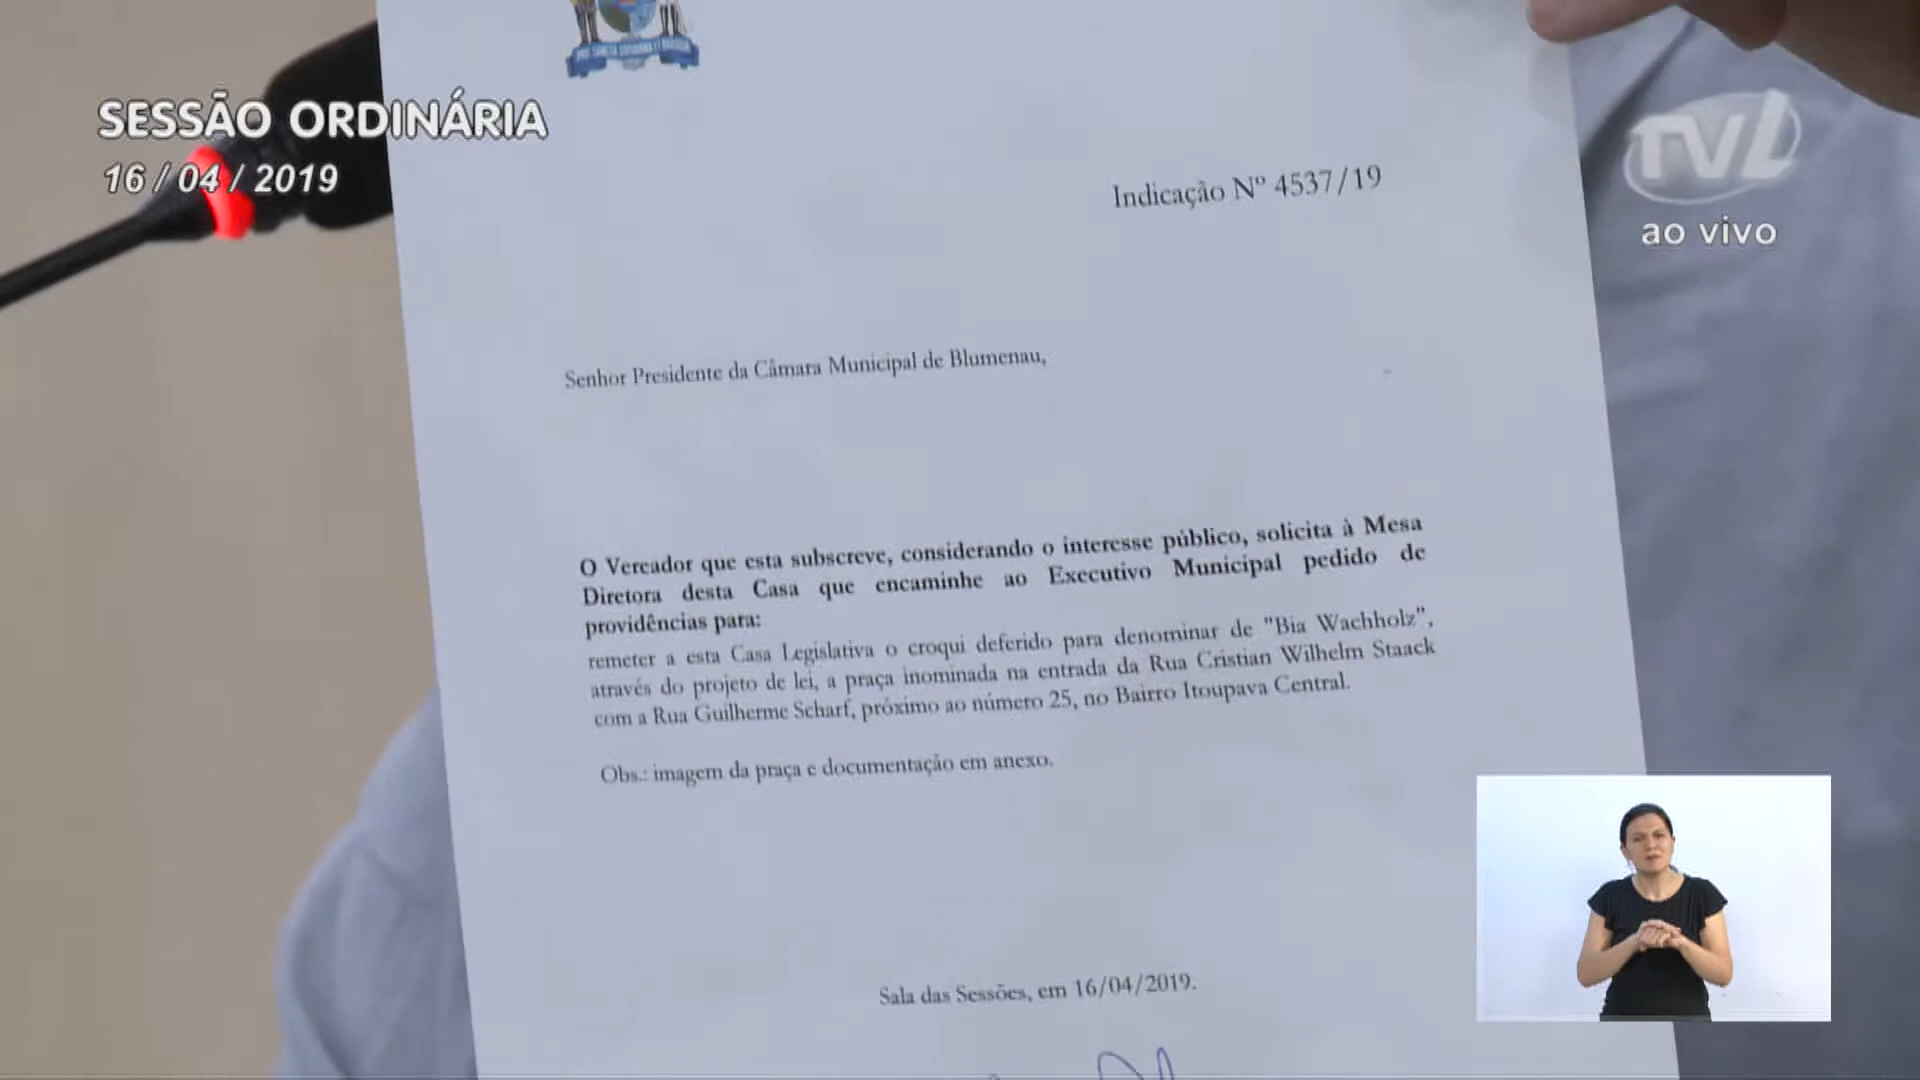 SESSÃO ORDINÁRIA
16 / 04 / 2019
TVL
ao vivo
Indicação Nº 4537/19
Senhor Presidente da Câmara Municipal de Blumenau,
O Vereador que esta subscreve, considerando o interesse público, solicita à Mesa
Diretora desta Casa que encaminhe ao Executivo Municipal pedido de
providências para:
remeter a esta Casa Legislativa o croqui deferido para denominar de "Bia Wachholz",
através do projeto de lei, a praça inominada na entrada da Rua Cristian Wilhelm Staack
com a Rua Guilherme Scharf, próximo ao número 25, no Bairro Itoupava Central.
Obs.: imagem da praça e documentação em anexo.
Sala das Sessões, em 16/04/2019.